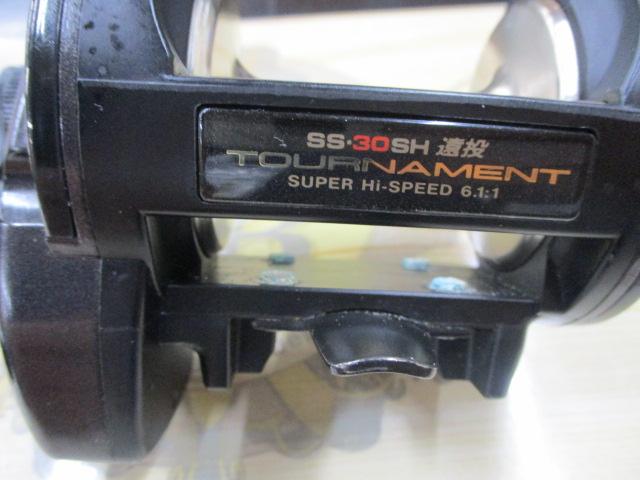 SS·30SH 遠投
TOURNAMENT
SUPER Hi-SPEED 6.1:1